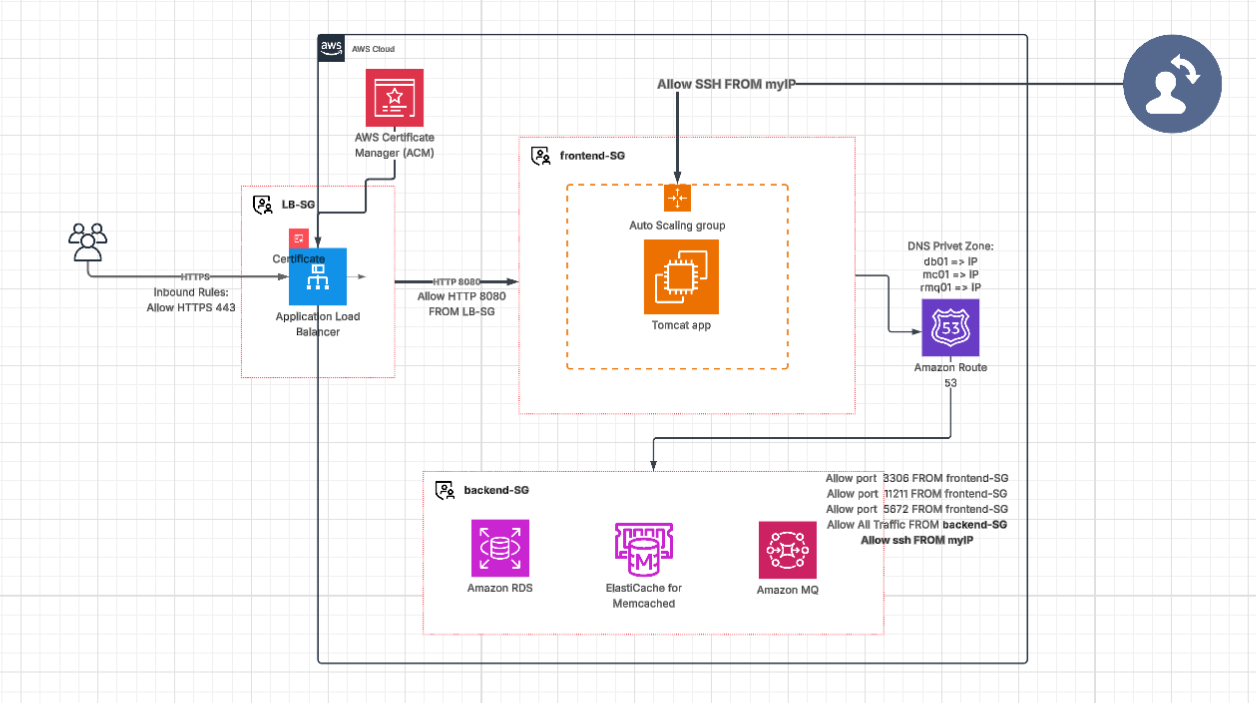 aws
AWS Cloud
Allow SSH FROM myIP
AWS Certificate
Manager (ACM)
frontend-SG
LB-SG
Auto Scaling group
Certificate
DNS Privet Zone:
db01 => IP
mc01 => IP
rmq01 => IP
HTTPS
Inbound Rules:
Allow HTTPS 443
HTTP 8080
Allow HTTP 8080
FROM LB-SG
Application Load
Balancer
Tomcat app
53
Amazon Route
53
backend-SG
Allow port 3306 FROM frontend-SG
Allow port 11211 FROM frontend-SG
Allow port 5672 FROM frontend-SG
Allow All Traffic FROM backend-SG
Allow ssh FROM myIP
M
Amazon RDS
ElastiCache for
Memcached
Amazon MQ